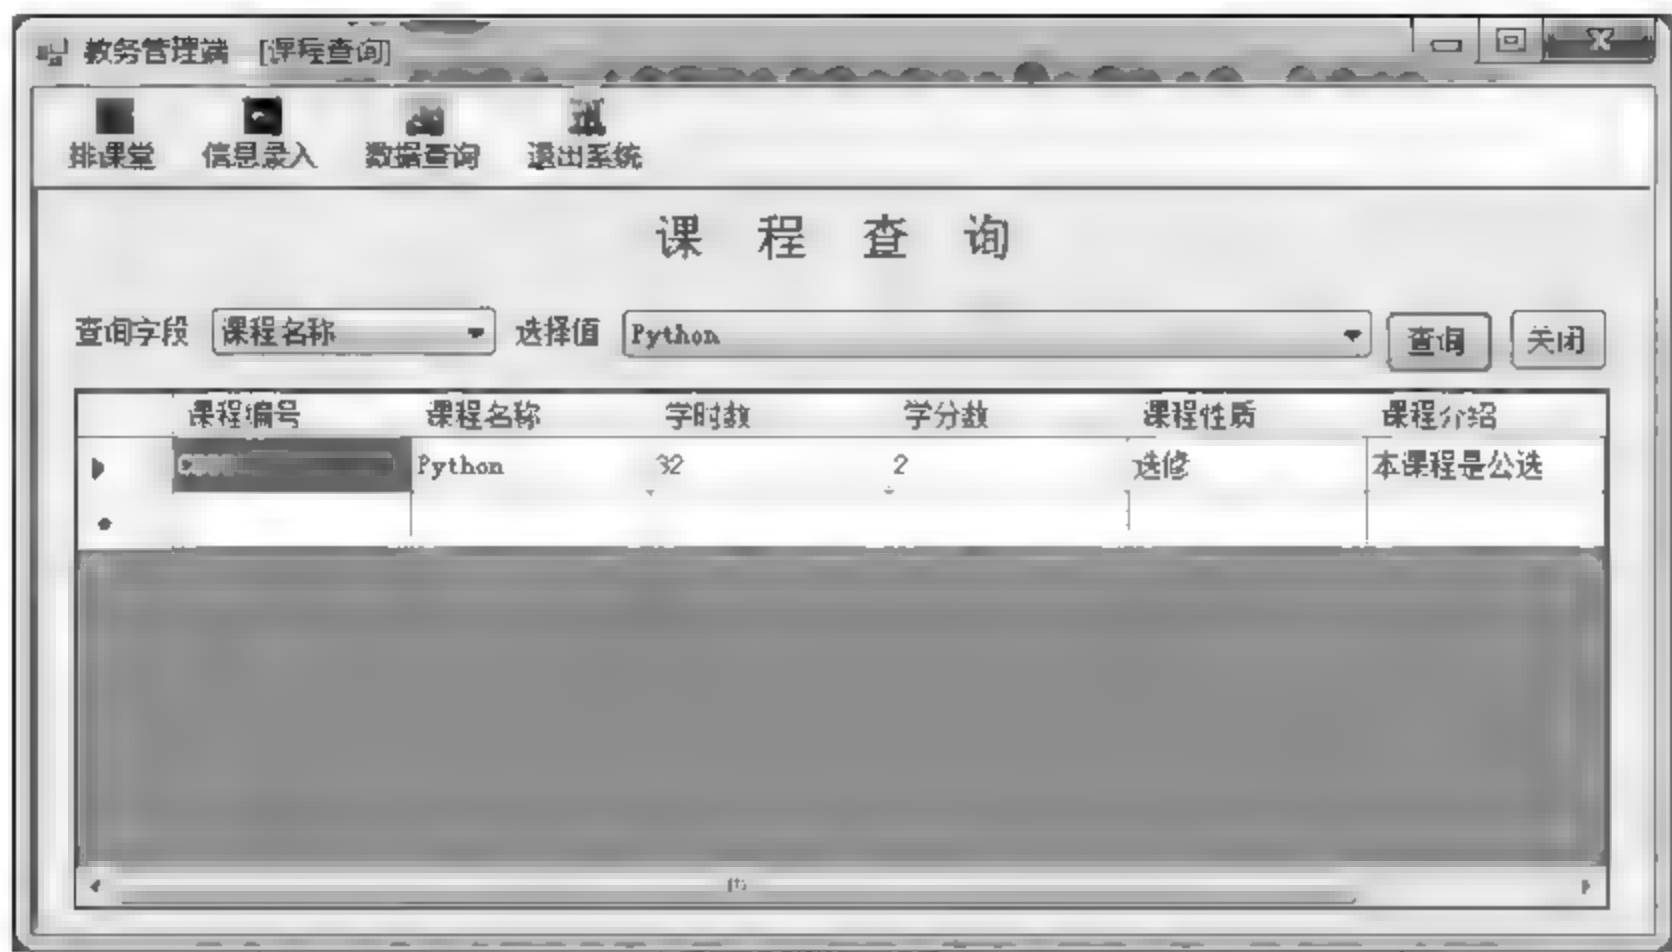 教务管理端 [课程查询]
排课堂 信息录入 数据查询 退出系统
课程查询
查询字段 课程名称 选择值 Python 查询 关闭
课程编号 课程名称 学时数 学分数 课程性质 课程介绍
Python 32 2 选修 本课程是公选